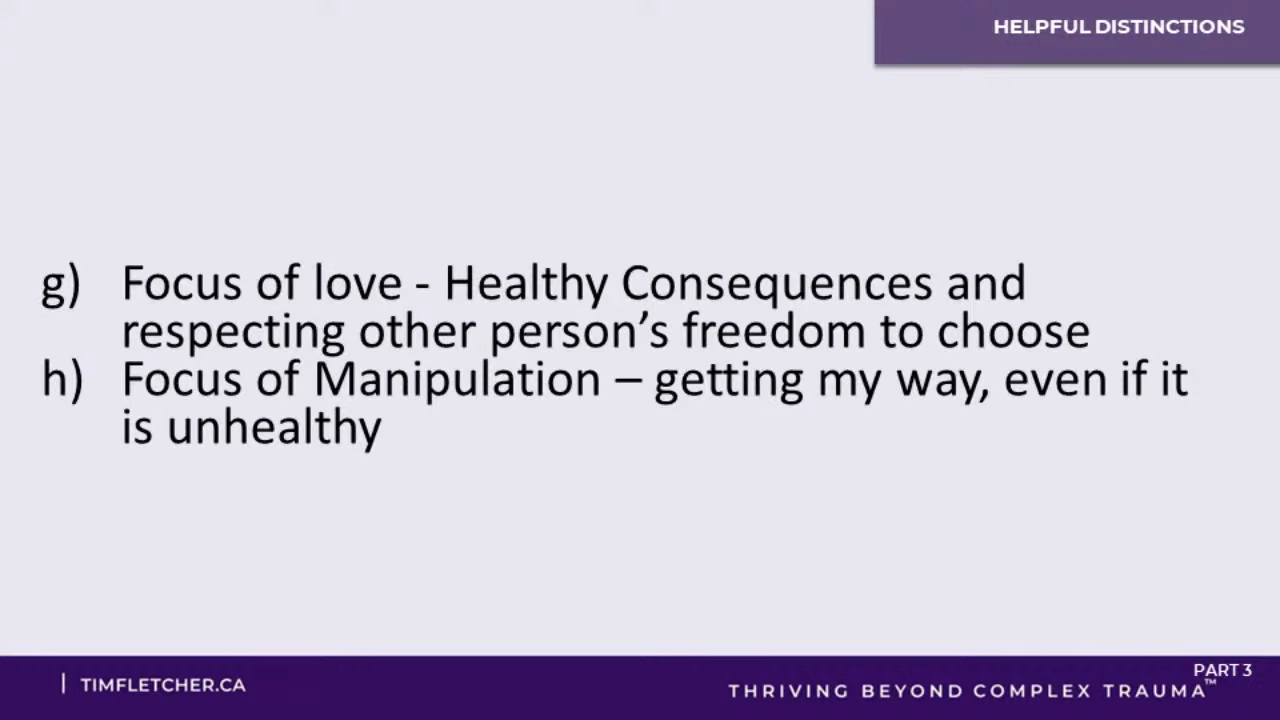 HELPFUL DISTINCTIONS
g) Focus of love - Healthy Consequences and
respecting other person’s freedom to choose
h) Focus of Manipulation – getting my way, even if it
is unhealthy
| TIMFLETCHER.CA
PART 3
THRIVING BEYOND COMPLEX TRAUMA™